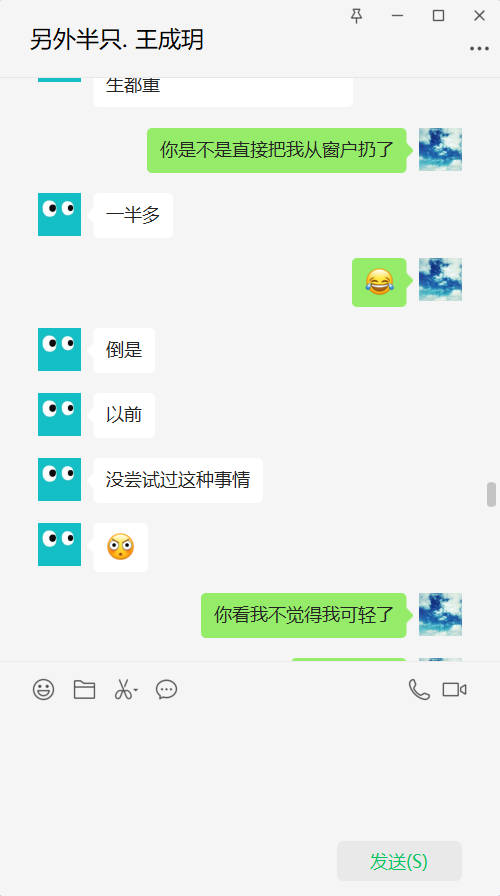 另外半只. 王成玥
生都重
你是不是直接把我从窗户扔了
一半多
😂
倒是
以前
没尝试过这种事情
你看我不觉得我可轻了
发送(S)